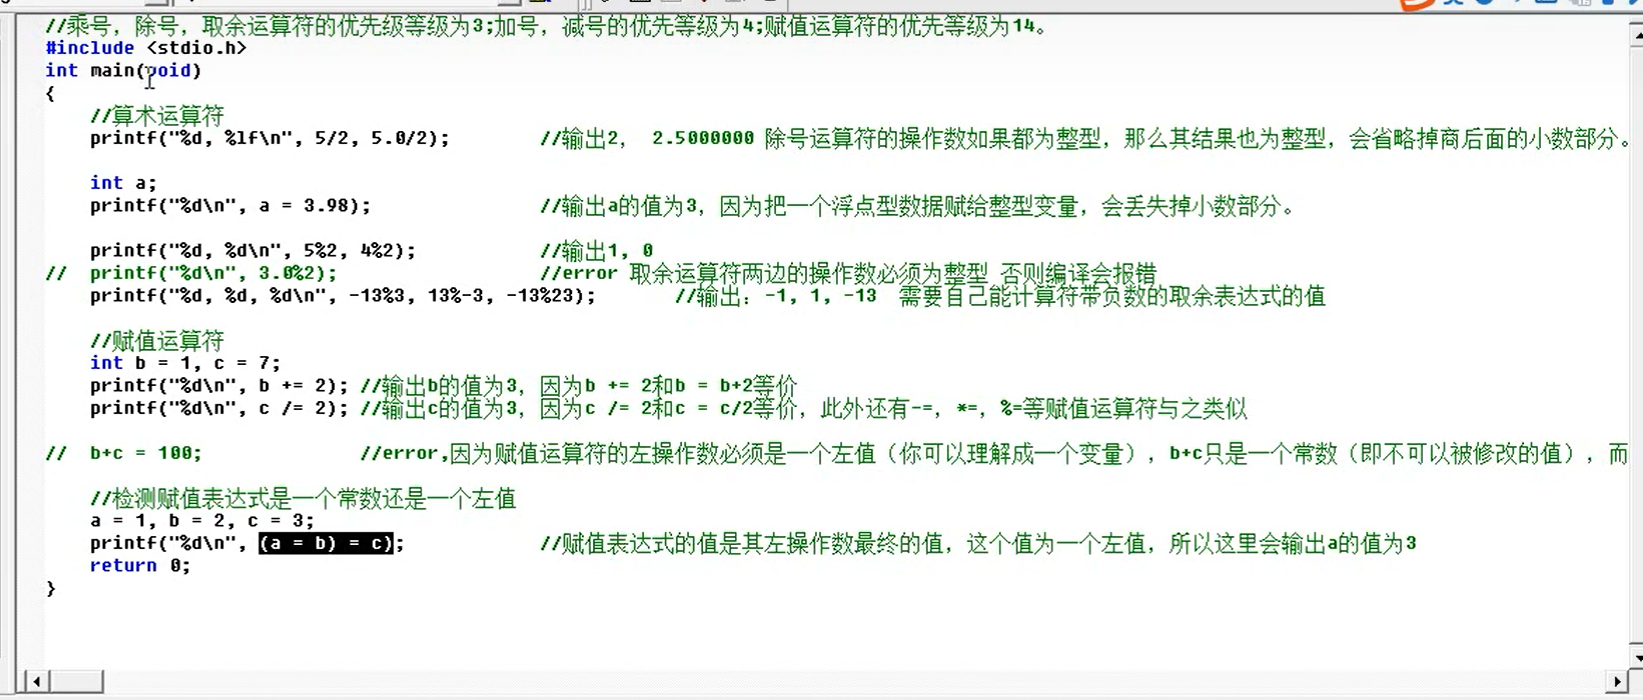 //乘号，除号，取余运算符的优先级等级为3;加号，减号的优先等级为4;赋值运算符的优先等级为14。
#include <stdio.h>
int main(void)
{
//算术运算符
printf("%d, %lf\n", 5/2, 5.0/2); //输出2， 2.5000000 除号运算符的操作数如果都为整型，那么其结果也为整型，会省略掉商后面的小数部分。
int a;
printf("%d\n", a = 3.98); //输出a的值为3，因为把一个浮点型数据赋给整型变量，会丢失掉小数部分。
printf("%d, %d\n", 5%2, 4%2); //输出1, 0
// printf("%d\n", 3.0%2); //error 取余运算符两边的操作数必须为整型 否则编译会报错
printf("%d, %d, %d\n", -13%3, 13%-3, -13%23); //输出：-1, 1, -13 需要自己能计算符带负数的取余表达式的值
//赋值运算符
int b = 1, c = 7;
printf("%d\n", b += 2); //输出b的值为3，因为b += 2和b = b+2等价
printf("%d\n", c /= 2); //输出c的值为3，因为c /= 2和c = c/2等价，此外还有-=，*=，%=等赋值运算符与之类似
// b+c = 100; //error,因为赋值运算符的左操作数必须是一个左值（你可以理解成一个变量），b+c只是一个常数（即不可以被修改的值），而
//检测赋值表达式是一个常数还是一个左值
a = 1, b = 2, c = 3;
printf("%d\n", (a = b) = c); //赋值表达式的值是其左操作数最终的值，这个值为一个左值，所以这里会输出a的值为3
return 0;
}